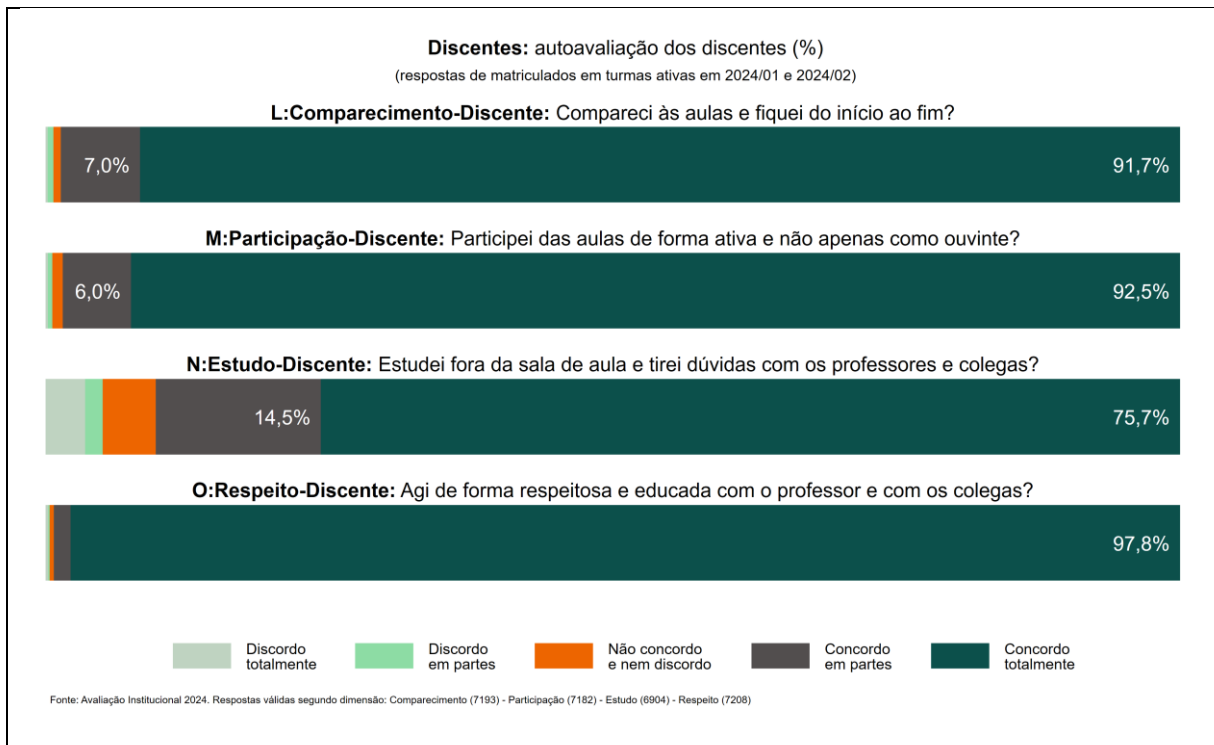 Discentes: autoavaliação dos discentes (%)
(respostas de matriculados em turmas ativas em 2024/01 e 2024/02)
L:Comparecimento-Discente: Compareci às aulas e fiquei do início ao fim?
7,0%
91,7%
M:Participação-Discente: Participei das aulas de forma ativa e não apenas como ouvinte?
6,0%
92,5%
N:Estudo-Discente: Estudei fora da sala de aula e tirei dúvidas com os professores e colegas?
14,5%
75,7%
O:Respeito-Discente: Agi de forma respeitosa e educada com o professor e com os colegas?
97,8%
Discordo totalmente
Discordo em partes
Não concordo e nem discordo
Concordo em partes
Concordo totalmente
Fonte: Avaliação Institucional 2024. Respostas válidas segundo dimensão: Comparecimento (7193) - Participação (7182) - Estudo (6904) - Respeito (7208)